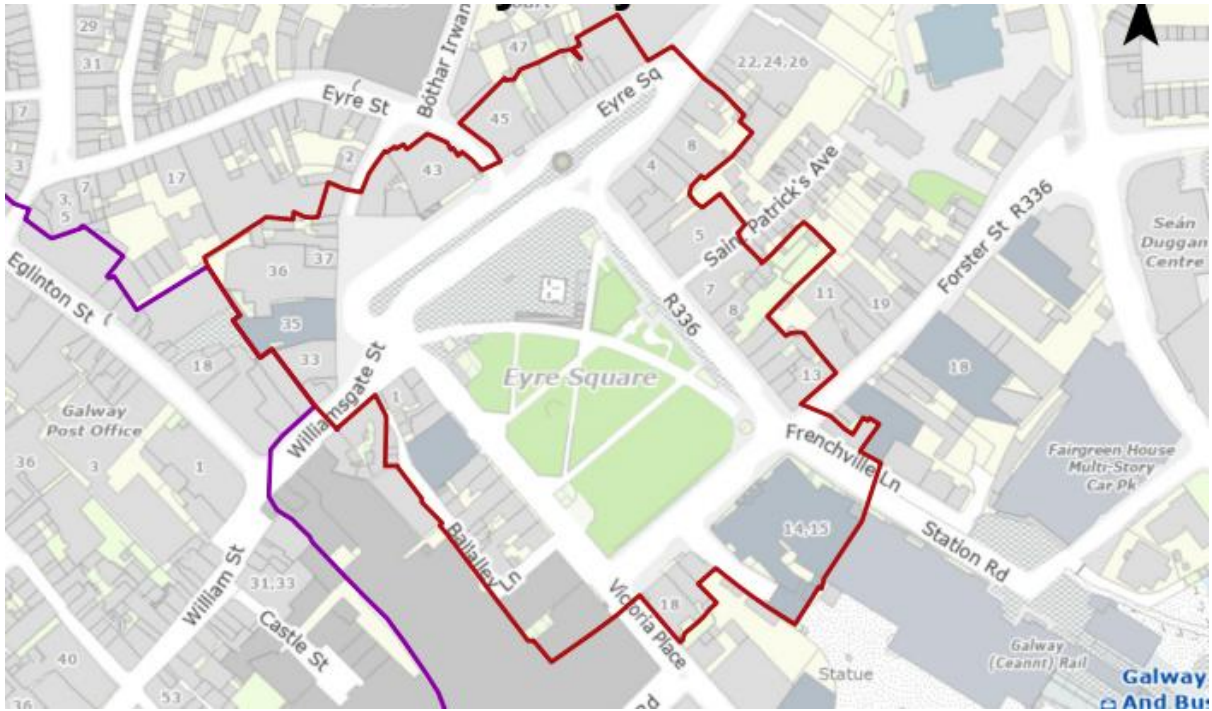 29
31
47
22,24,26
Eyre St
Bóthar Irwan
Eyre Sq
45
7
3
3,
5
7
17
2
43
4
8
Saint Patrick's Ave
5
Forster St R336
Seán
Duggan
Centre
Eglinton St
36
37
35
33
18
R336
7
8
11
19
13
18
Eyre Square
Williamsgate St
1
Galway
Post Office
36
3
1
Frenchville Ln
Fairgreen House
Multi-Story
Car Pk
14,15
Station Rd
William St
Bailalley Ln
31,33
Castle St
18
Victoria Place
40
53
Statue
Galway
(Ceannt) Rail
Galway
And Bus
Rd